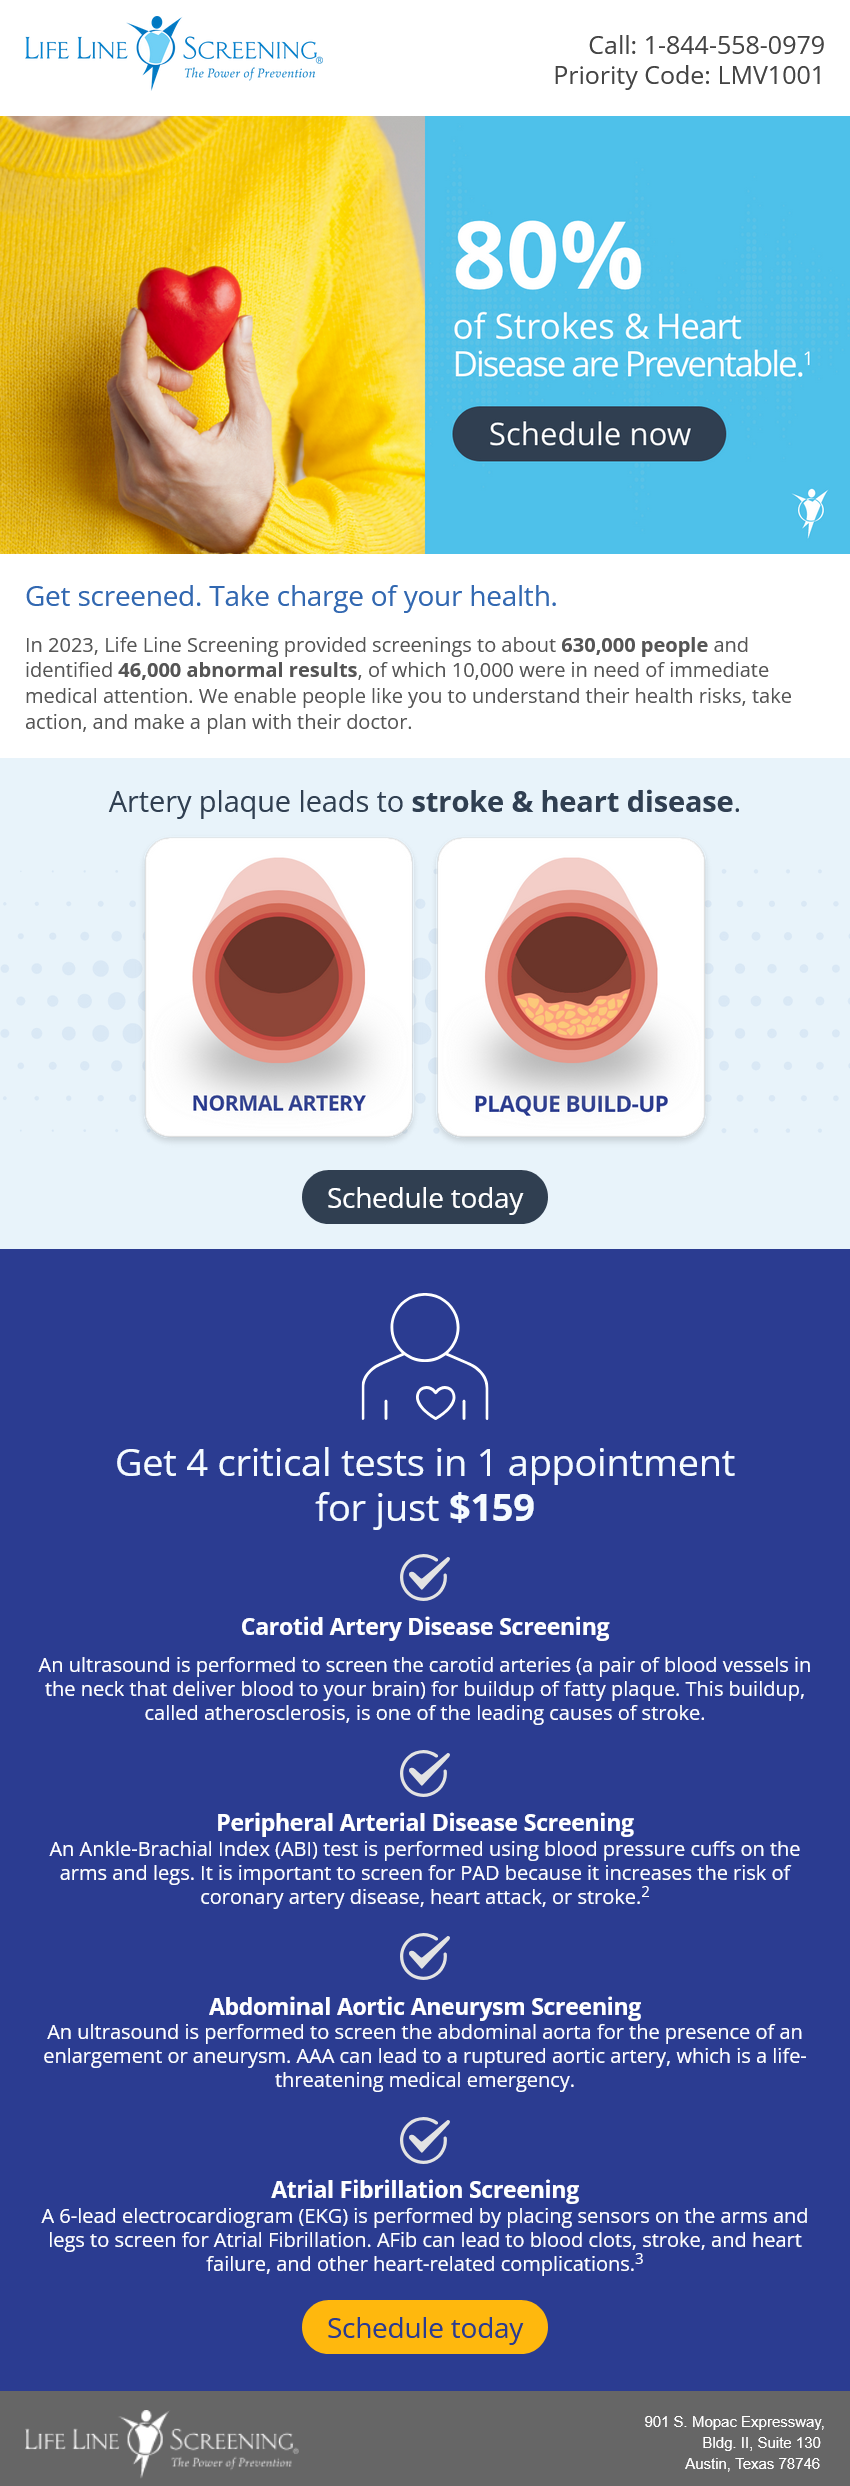 LIFE LINE SCREENING®
The Power of Prevention
Call: 1-844-558-0979
Priority Code: LMV1001
80%
of Strokes & Heart
Disease are Preventable.1
Schedule now
Get screened. Take charge of your health.
In 2023, Life Line Screening provided screenings to about 630,000 people and
identified 46,000 abnormal results, of which 10,000 were in need of immediate
medical attention. We enable people like you to understand their health risks, take
action, and make a plan with their doctor.
Artery plaque leads to stroke & heart disease.
NORMAL ARTERY
PLAQUE BUILD-UP
Schedule today
Get 4 critical tests in 1 appointment
for just $159
Carotid Artery Disease Screening
An ultrasound is performed to screen the carotid arteries (a pair of blood vessels in
the neck that deliver blood to your brain) for buildup of fatty plaque. This buildup,
called atherosclerosis, is one of the leading causes of stroke.
Peripheral Arterial Disease Screening
An Ankle-Brachial Index (ABI) test is performed using blood pressure cuffs on the
arms and legs. It is important to screen for PAD because it increases the risk of
coronary artery disease, heart attack, or stroke.2
Abdominal Aortic Aneurysm Screening
An ultrasound is performed to screen the abdominal aorta for the presence of an
enlargement or aneurysm. AAA can lead to a ruptured aortic artery, which is a life-
threatening medical emergency.
Atrial Fibrillation Screening
A 6-lead electrocardiogram (EKG) is performed by placing sensors on the arms and
legs to screen for Atrial Fibrillation. AFib can lead to blood clots, stroke, and heart
failure, and other heart-related complications.3
Schedule today
LIFE LINE SCREENING®
The Power of Prevention
901 S. Mopac Expressway,
Bldg. II, Suite 130
Austin, Texas 78746